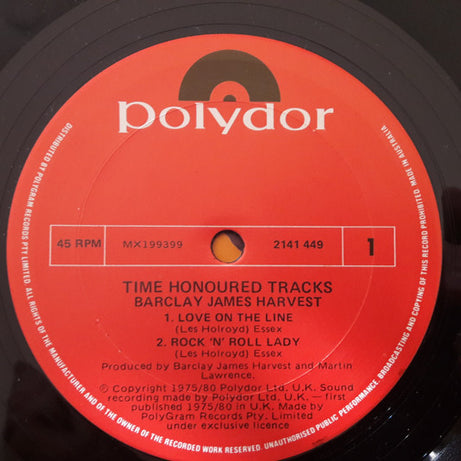 polydor
45 RPM MX199399 2141 449 1
TIME HONOURED TRACKS
BARCLAY JAMES HARVEST
1. LOVE ON THE LINE
(Les Holroyd) Essex
2. ROCK 'N' ROLL LADY
(Les Holroyd) Essex
Produced by Barclay James Harvest and Martin
Lawrence.
© Copyright 1975/80 Polydor Ltd. U.K. Sound
recording made by Polydor Ltd. U.K. — first
published 1975/80 in U.K. Made by
PolyGram Records Pty. Limited
under exclusive licence
DISTRIBUTED BY POLYGRAM RECORDS PTY LIMITED. ALL RIGHTS OF THE MANUFACTURER AND OF THE OWNER OF THE RECORDED WORK RESERVED. UNAUTHORISED PUBLIC PERFORMANCE BROADCASTING AND COPYING OF THIS RECORD PROHIBITED MADE IN AUSTRALIA